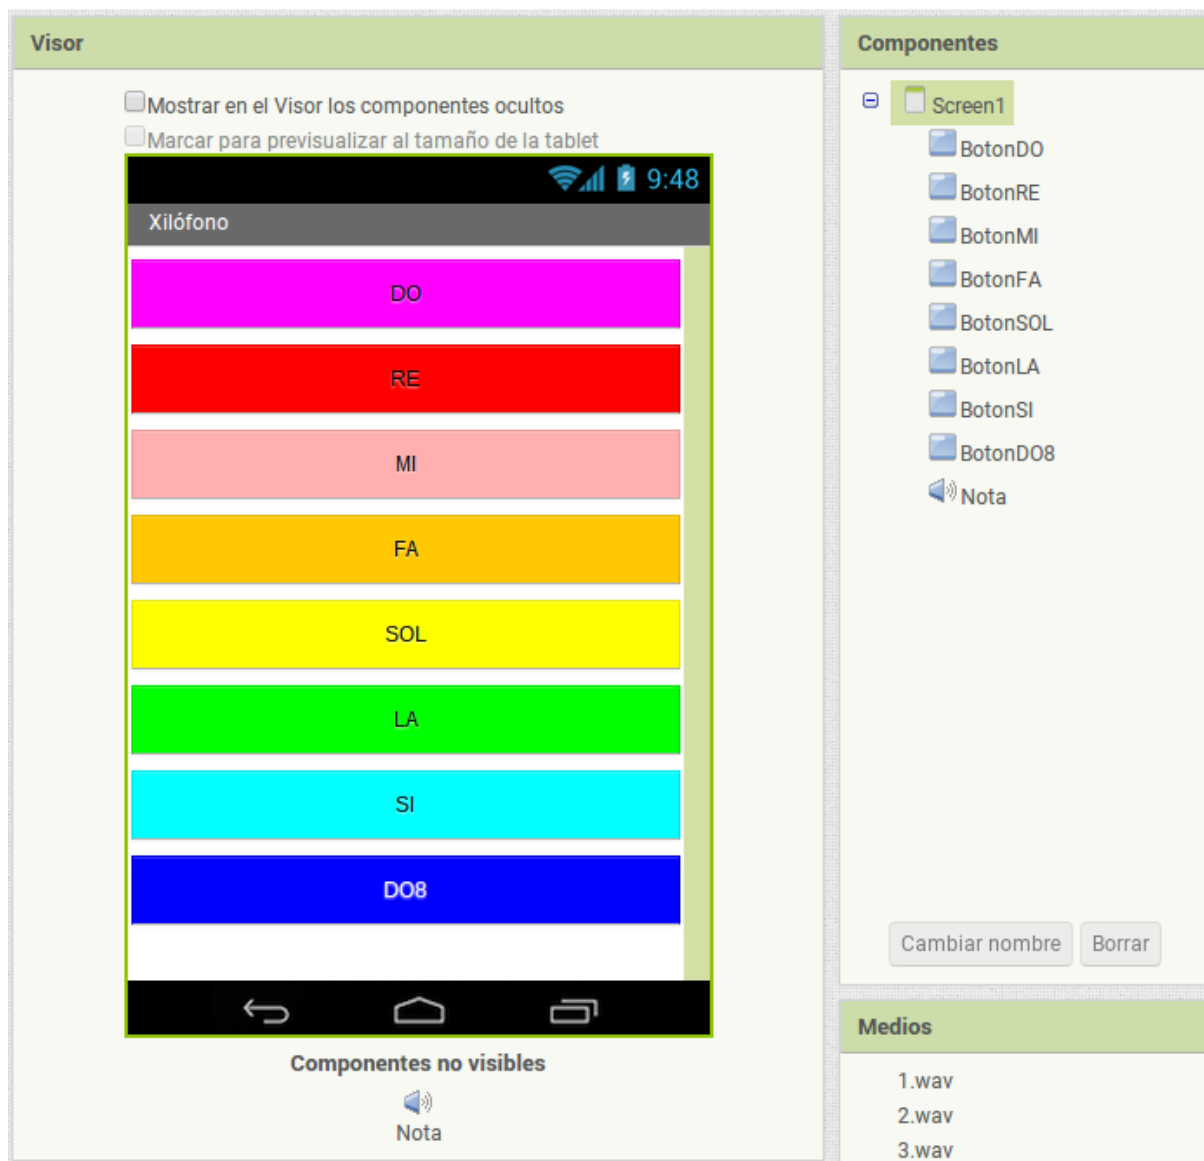 Visor
Mostrar en el Visor los componentes ocultos
Marcar para previsualizar al tamaño de la tablet
9:48
Xilófono
DO
RE
MI
FA
SOL
LA
SI
DO8
Componentes no visibles
Nota
Componentes
Screen1
BotonDO
BotonRE
BotonMI
BotonFA
BotonSOL
BotonLA
BotonSI
BotonDO8
Nota
Cambiar nombre Borrar
Medios
1.wav
2.wav
3.wav